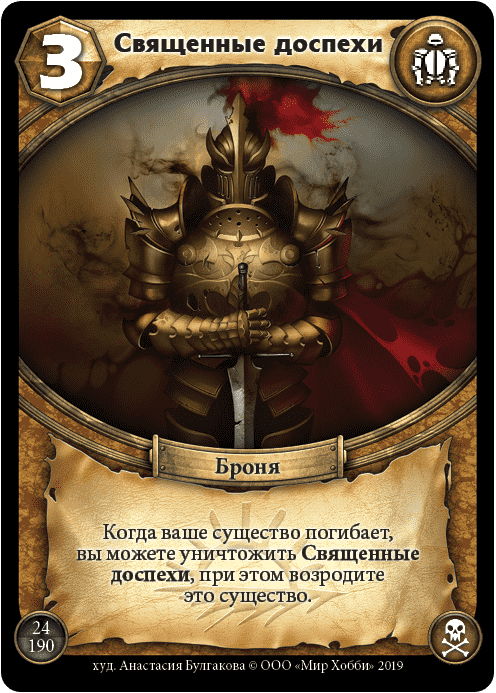 3
Священные доспехи
Броня
Когда ваше существо погибает,
вы можете уничтожить Священные
доспехи, при этом возродите
это существо.
24
190
худ. Анастасия Булгакова © ООО «Мир Хобби» 2019